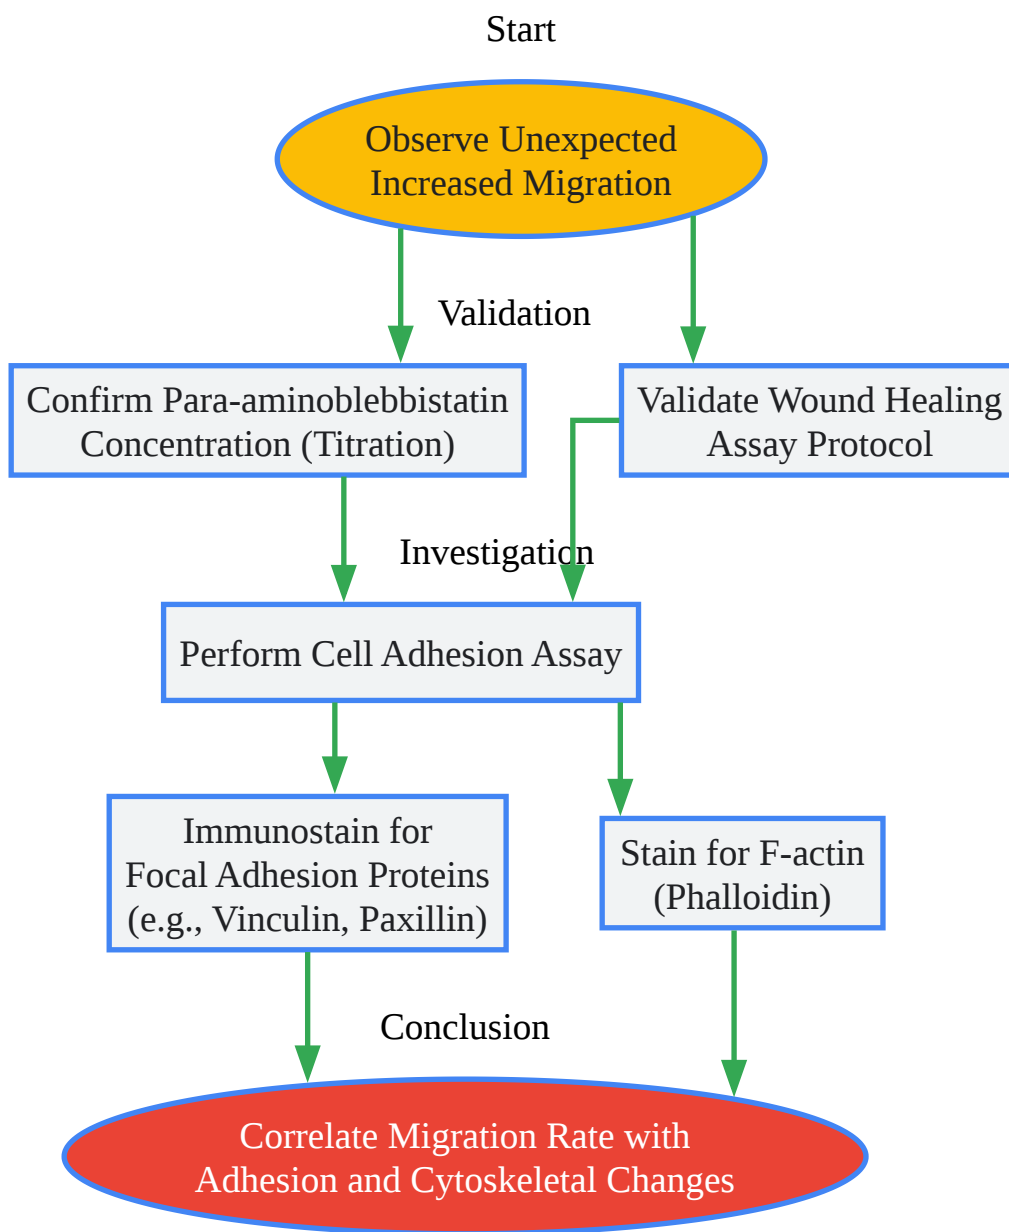 Start
Observe Unexpected
Increased Migration
Validation
Confirm Para-aminoblebbistatin
Concentration (Titration)
Validate Wound Healing
Assay Protocol
Investigation
Perform Cell Adhesion Assay
Immunostain for
Focal Adhesion Proteins
(e.g., Vinculin, Paxillin)
Stain for F-actin
(Phalloidin)
Conclusion
Correlate Migration Rate with
Adhesion and Cytoskeletal Changes